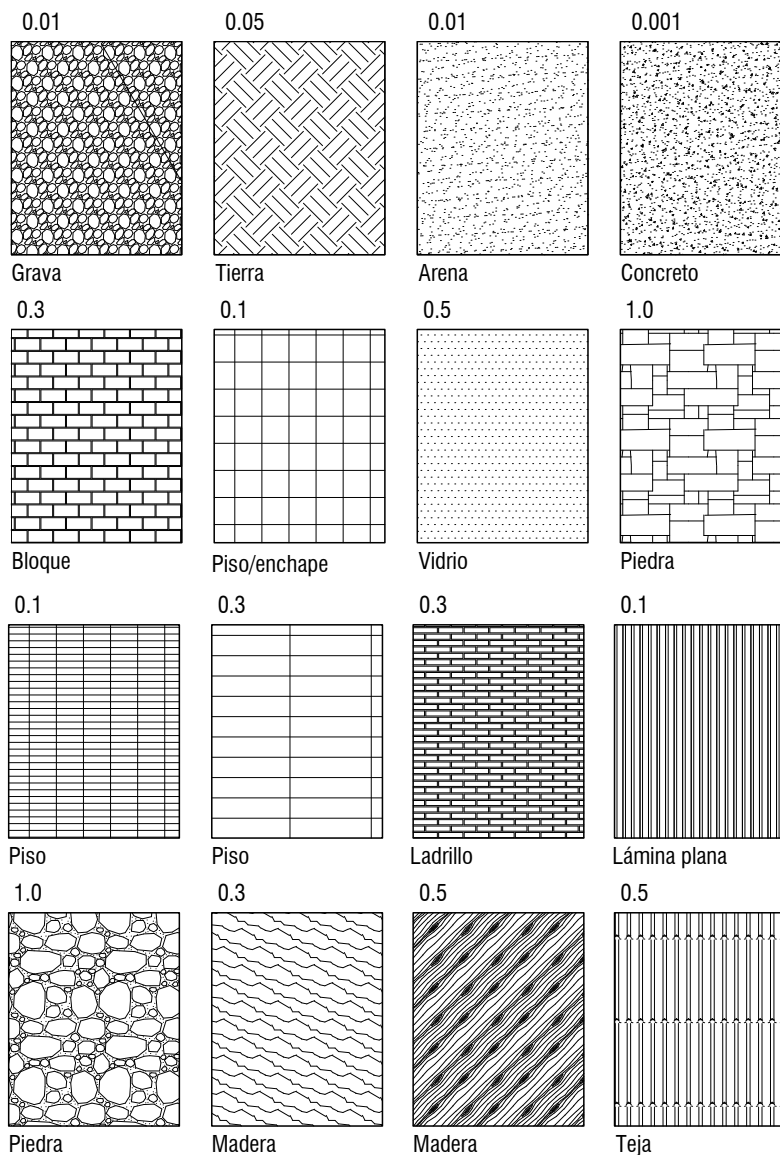 0.01 0.05 0.01 0.001
Grava Tierra Arena Concreto
0.3 0.1 0.5 1.0
Bloque Piso/enchape Vidrio Piedra
0.1 0.3 0.3 0.1
Piso Piso Ladrillo Lámina plana
1.0 0.3 0.5 0.5
Piedra Madera Madera Teja